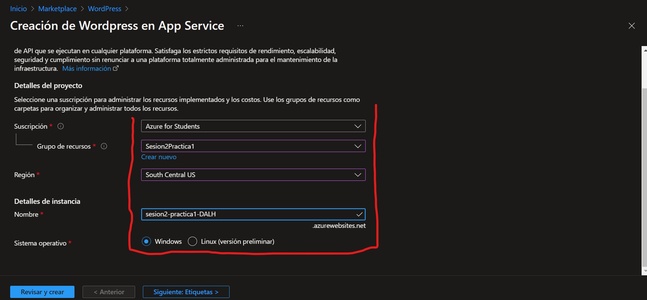 Inicio > Marketplace > WordPress >
Creación de Wordpress en App Service ...
de API que se ejecutan en cualquier plataforma. Satisfaga los estrictos requisitos de rendimiento, escalabilidad,
seguridad y cumplimiento sin renunciar a una plataforma totalmente administrada para el mantenimiento de la
infraestructura. Más información
Detalles del proyecto
Seleccione una suscripción para administrar los recursos implementados y los costos. Use los grupos de recursos como
carpetas para organizar y administrar todos los recursos.
Suscripción * Azure for Students
Grupo de recursos * Sesion2Practica1
Crear nuevo
Región * South Central US
Detalles de instancia
Nombre * sesion2-practica1-DALH
.azurewebsites.net
Sistema operativo * Windows Linux (versión preliminar)
Revisar y crear < Anterior Siguiente: Etiquetas >